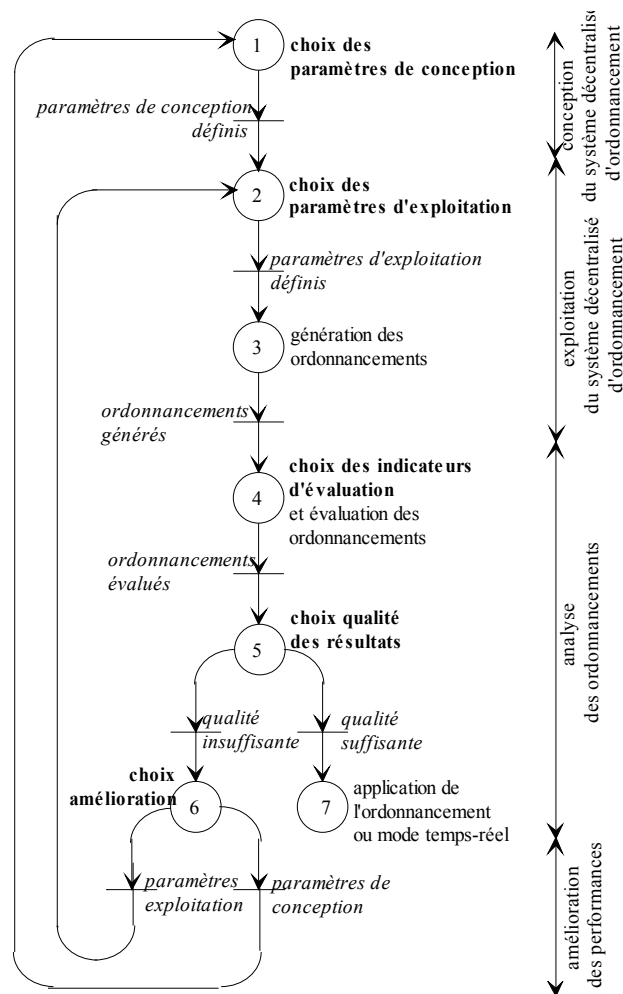 1
choix des
paramètres de conception
paramètres de conception
définis
2
choix des
paramètres d'exploitation
paramètres d'exploitation
définis
3
génération des
ordonnancements
ordonnancements
générés
4
choix des indicateurs
d'évaluation
et évaluation des
ordonnancements
ordonnancements
évalués
5
choix qualité
des résultats
qualité
insuffisante
qualité
suffisante
choix
amélioration
6
7
application de
l'ordonnancement
ou mode temps-réel
paramètres
exploitation
paramètres de
conception
conception
du système décentralisé
d'ordonnancement
exploitation
du système décentralisé
d'ordonnancement
analyse
des ordonnancements
amélioration
des performances